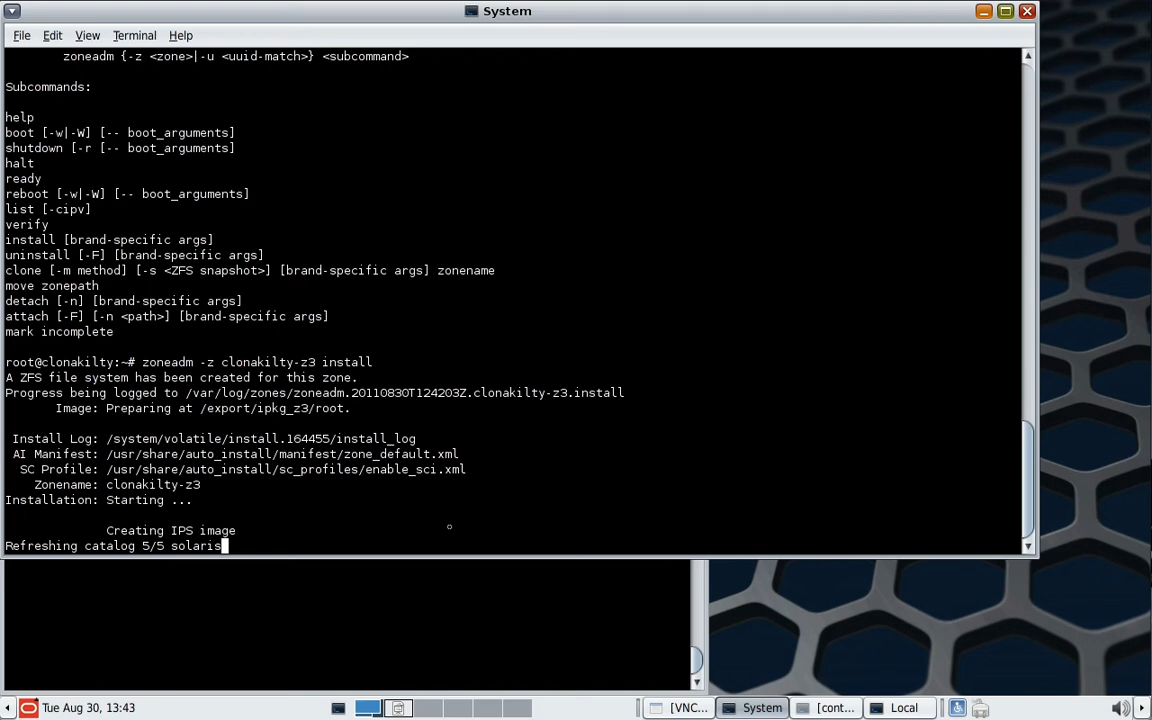 System
File Edit View Terminal Help
zoneadm {-z <zone>|-u <uuid-match>} <subcommand>
Subcommands:
help
boot [-w|-W] [-- boot_arguments]
shutdown [-r [-- boot_arguments]
halt
ready
reboot [-w|-W] [-- boot_arguments]
list [-cipv]
verify
install [brand-specific args]
uninstall [-F] [brand-specific args]
clone [-m method] [-s <ZFS snapshot>] [brand-specific args] zonename
move zonepath
detach [-n] [brand-specific args]
attach [-F] [-n <path>] [brand-specific args]
mark incomplete
root@clonakilty:~# zoneadm -z clonakilty-z3 install
A ZFS file system has been created for this zone.
Progress being logged to /var/log/zones/zoneadm.20110830T124203Z.clonakilty-z3.install
Image: Preparing at /export/ipkg_z3/root.
Install Log: /system/volatile/install.164455/install_log
AI Manifest: /usr/share/auto_install/manifest/zone_default.xml
SC Profile: /usr/share/auto_install/sc_profiles/enable_sci.xml
Zonename: clonakilty-z3
Installation: Starting ...
Creating IPS image
Refreshing catalog 5/5 solaris
Tue Aug 30, 13:43 [VNC... System [cont... Local